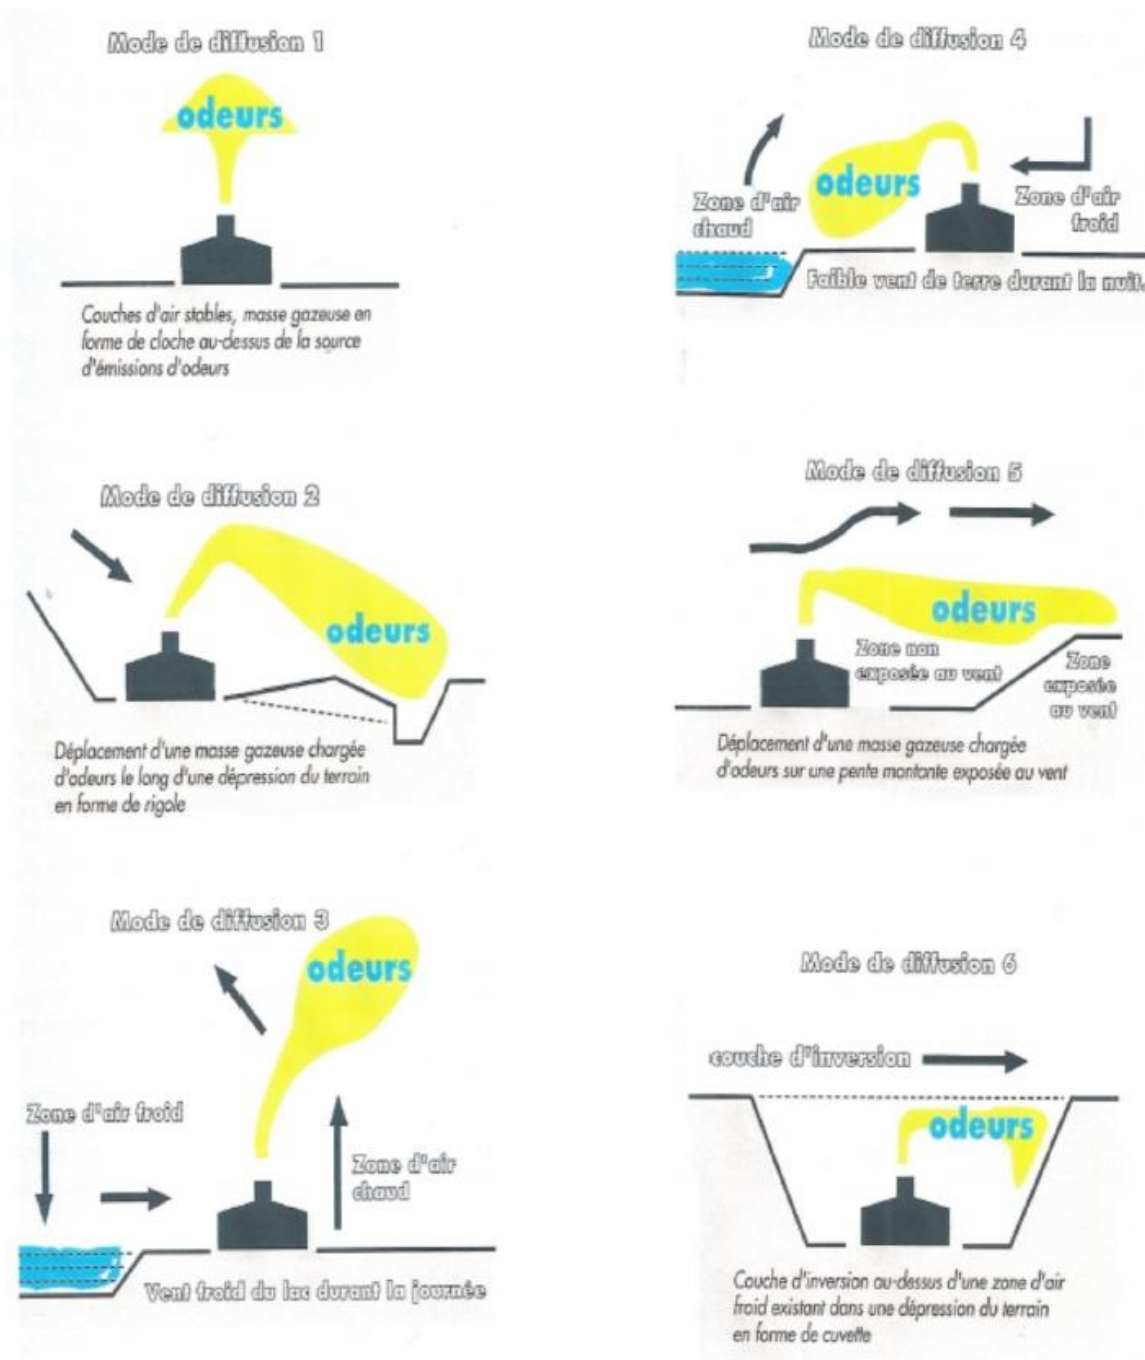 Mode de diffusion 1
odeurs
Couches d'air stables, masse gazeuse en
forme de cloche au-dessus de la source
d'émissions d'odeurs
Mode de diffusion 2
odeurs
Déplacement d'une masse gazeuse chargée
d'odeurs le long d'une dépression du terrain
en forme de rigole
Mode de diffusion 3
odeurs
Zone d'air froid
Zone d'air
chaud
Vent froid du lac durant la journée
Mode de diffusion 4
odeurs
Zone d'air
chaud
Zone d'air
froid
Faible vent de terre durant la nuit.
Mode de diffusion 5
odeurs
Zone non
exposée au vent
Zone
exposée
au vent
Déplacement d'une masse gazeuse chargée
d'odeurs sur une pente montante exposée au vent
Mode de diffusion 6
couche d'inversion
odeurs
Couche d'inversion au-dessus d'une zone d'air
froid existant dans une dépression du terrain
en forme de cuvette